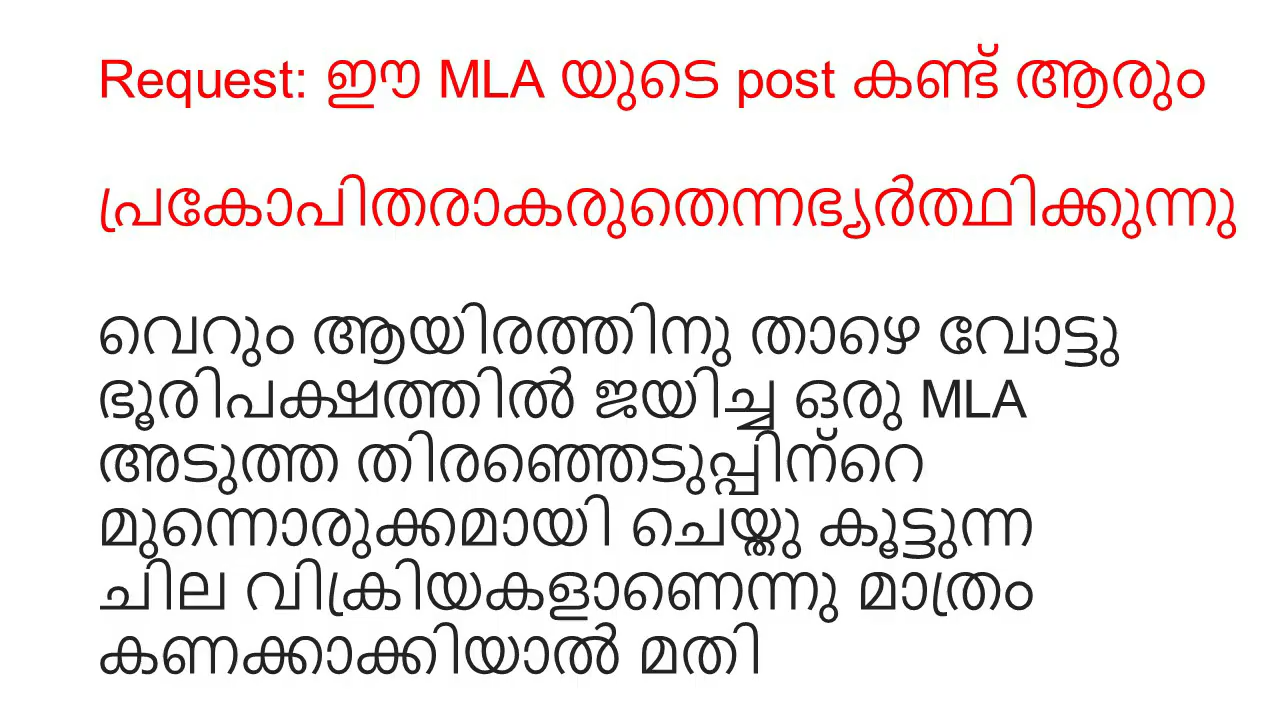 Request: ഈ MLA യുടെ post കണ്ട് ആരും
പ്രകോപിതരാകരുതെന്നഭ്യർത്ഥിക്കുന്നു
വെറും ആയിരത്തിനു താഴെ വോട്ടു
ഭൂരിപക്ഷത്തിൽ ജയിച്ച ഒരു MLA
അടുത്ത തിരഞ്ഞെടുപ്പിന്റെ
മുന്നൊരുക്കമായി ചെയ്തു കൂട്ടുന്ന
ചില വിക്രിയകളാണെന്നു മാത്രം
കണക്കാക്കിയാൽ മതി